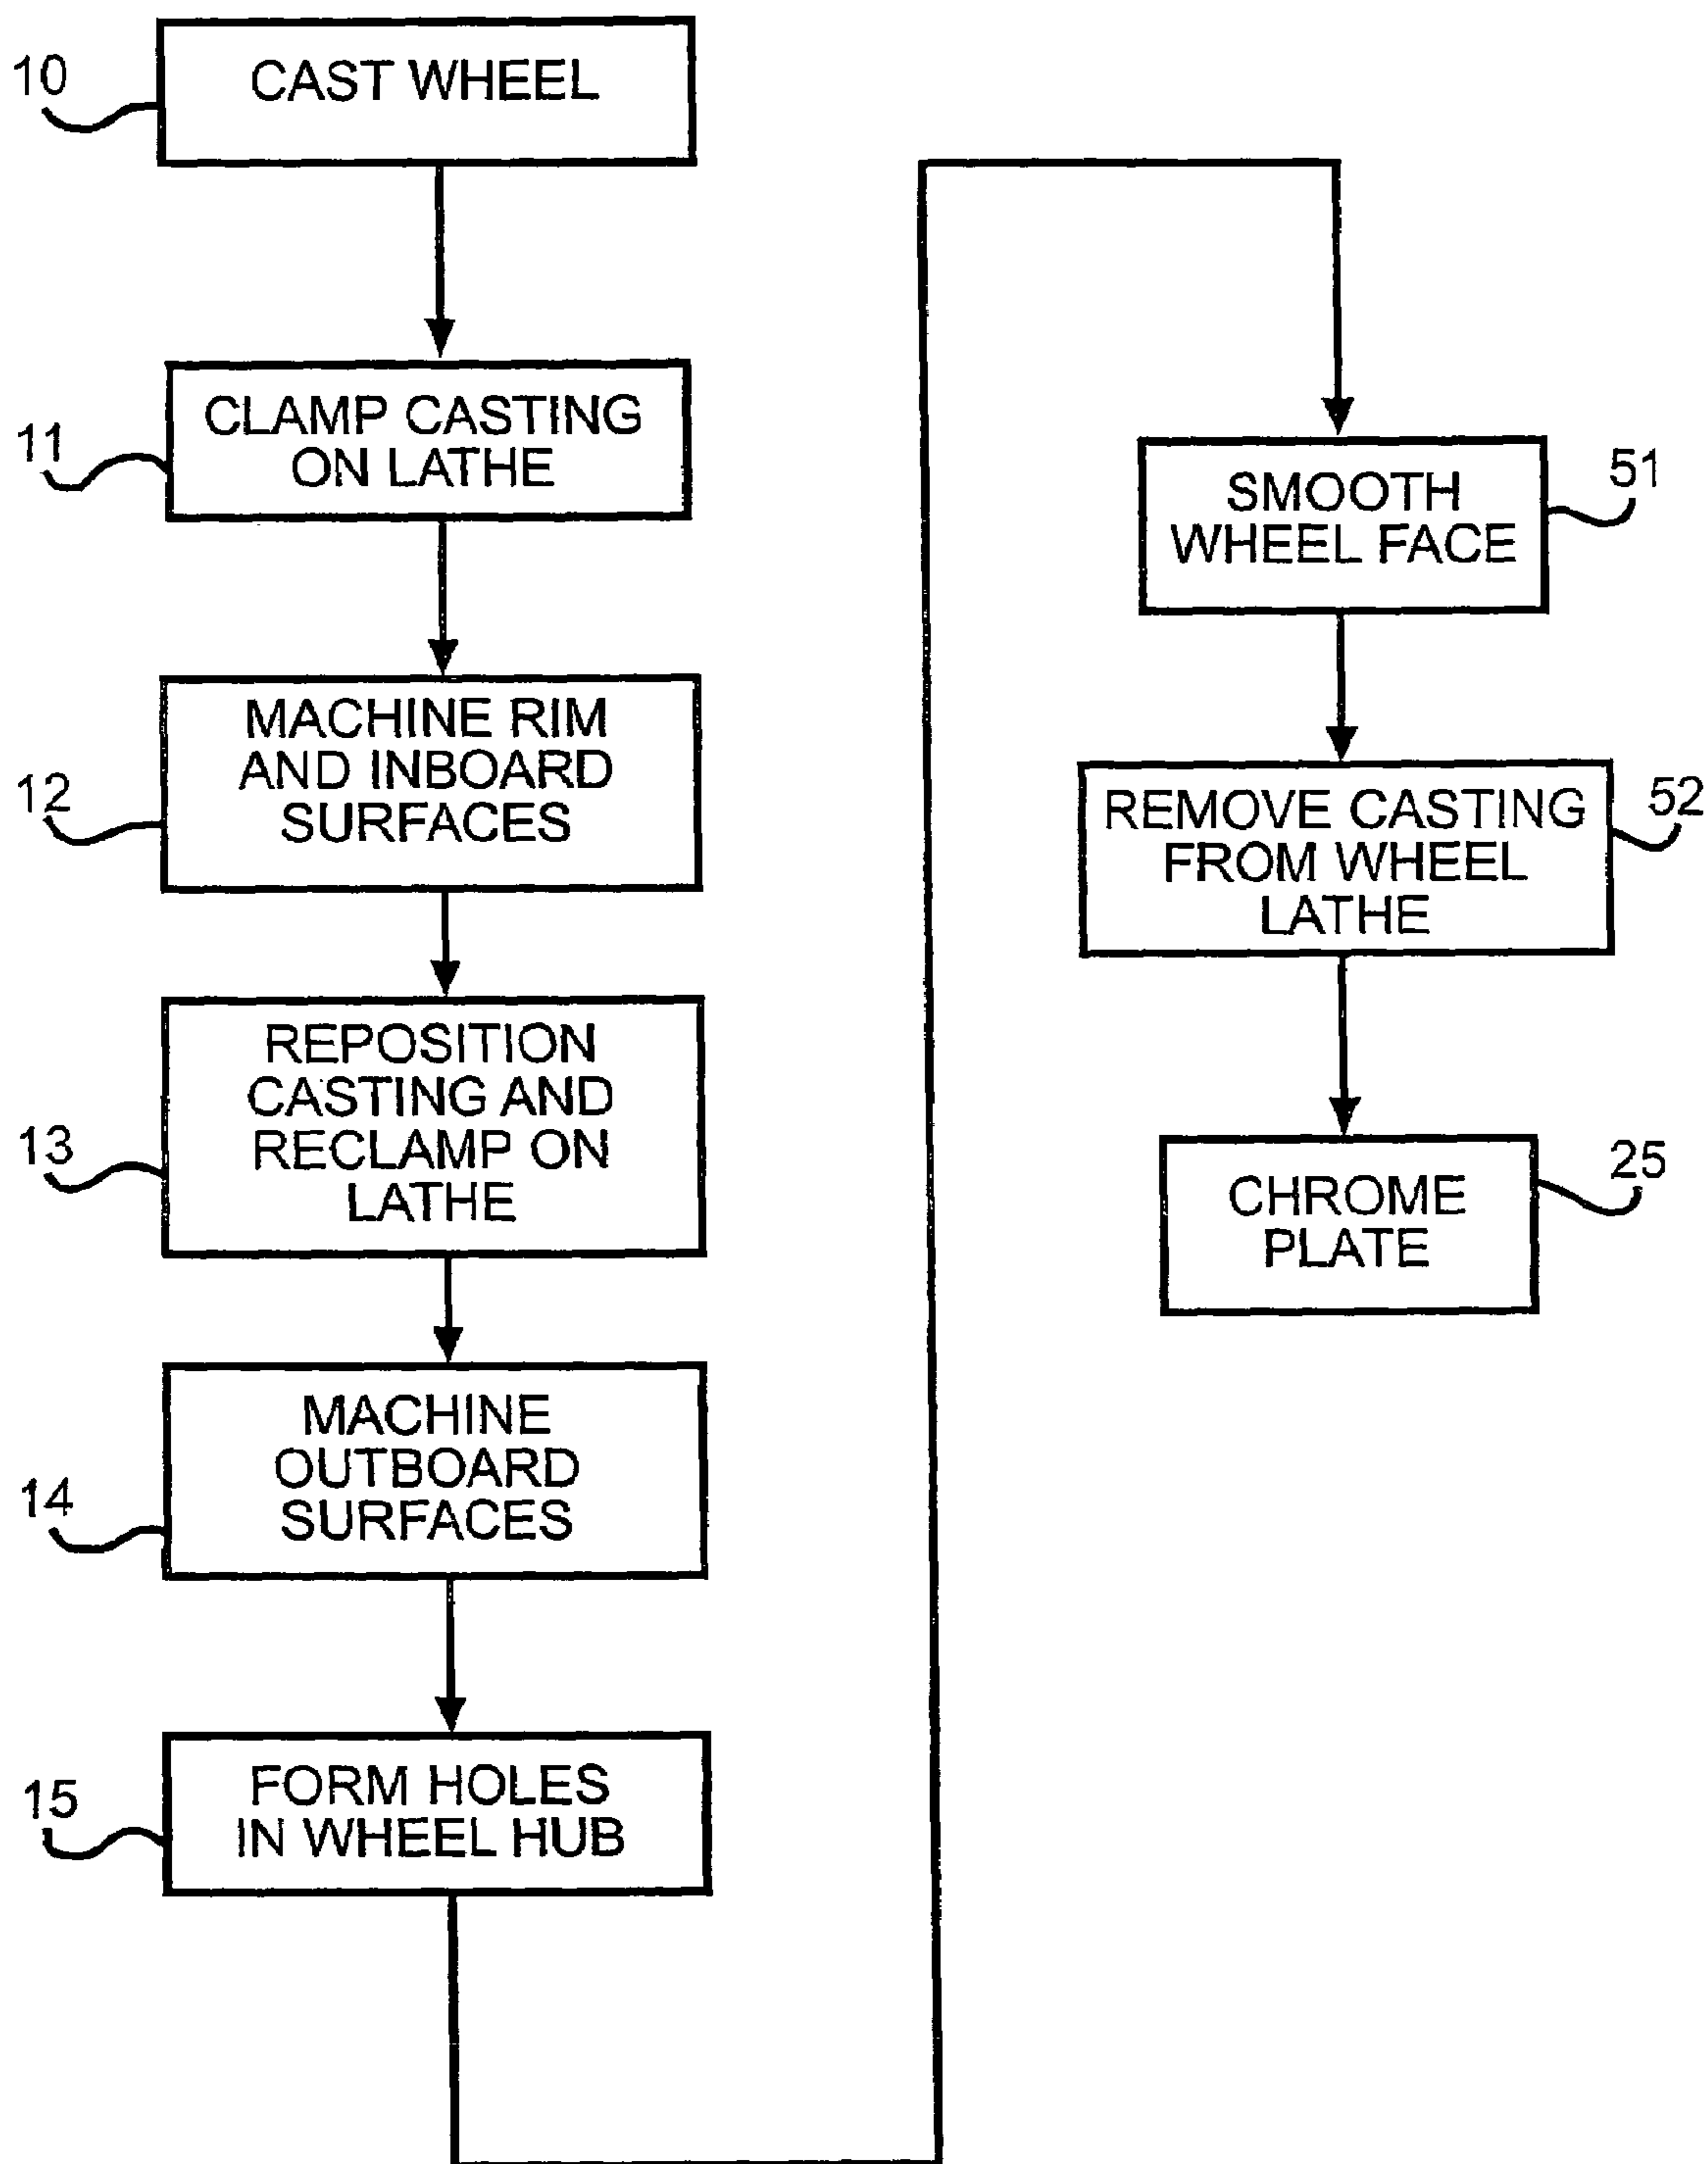 10
CAST WHEEL
11
CLAMP CASTING
ON LATHE
12
MACHINE RIM
AND INBOARD
SURFACES
13
REPOSITION
CASTING AND
RECLAMP ON
LATHE
14
MACHINE
OUTBOARD
SURFACES
15
FORM HOLES
IN WHEEL HUB
51
SMOOTH
WHEEL FACE
52
REMOVE CASTING
FROM WHEEL
LATHE
25
CHROME
PLATE